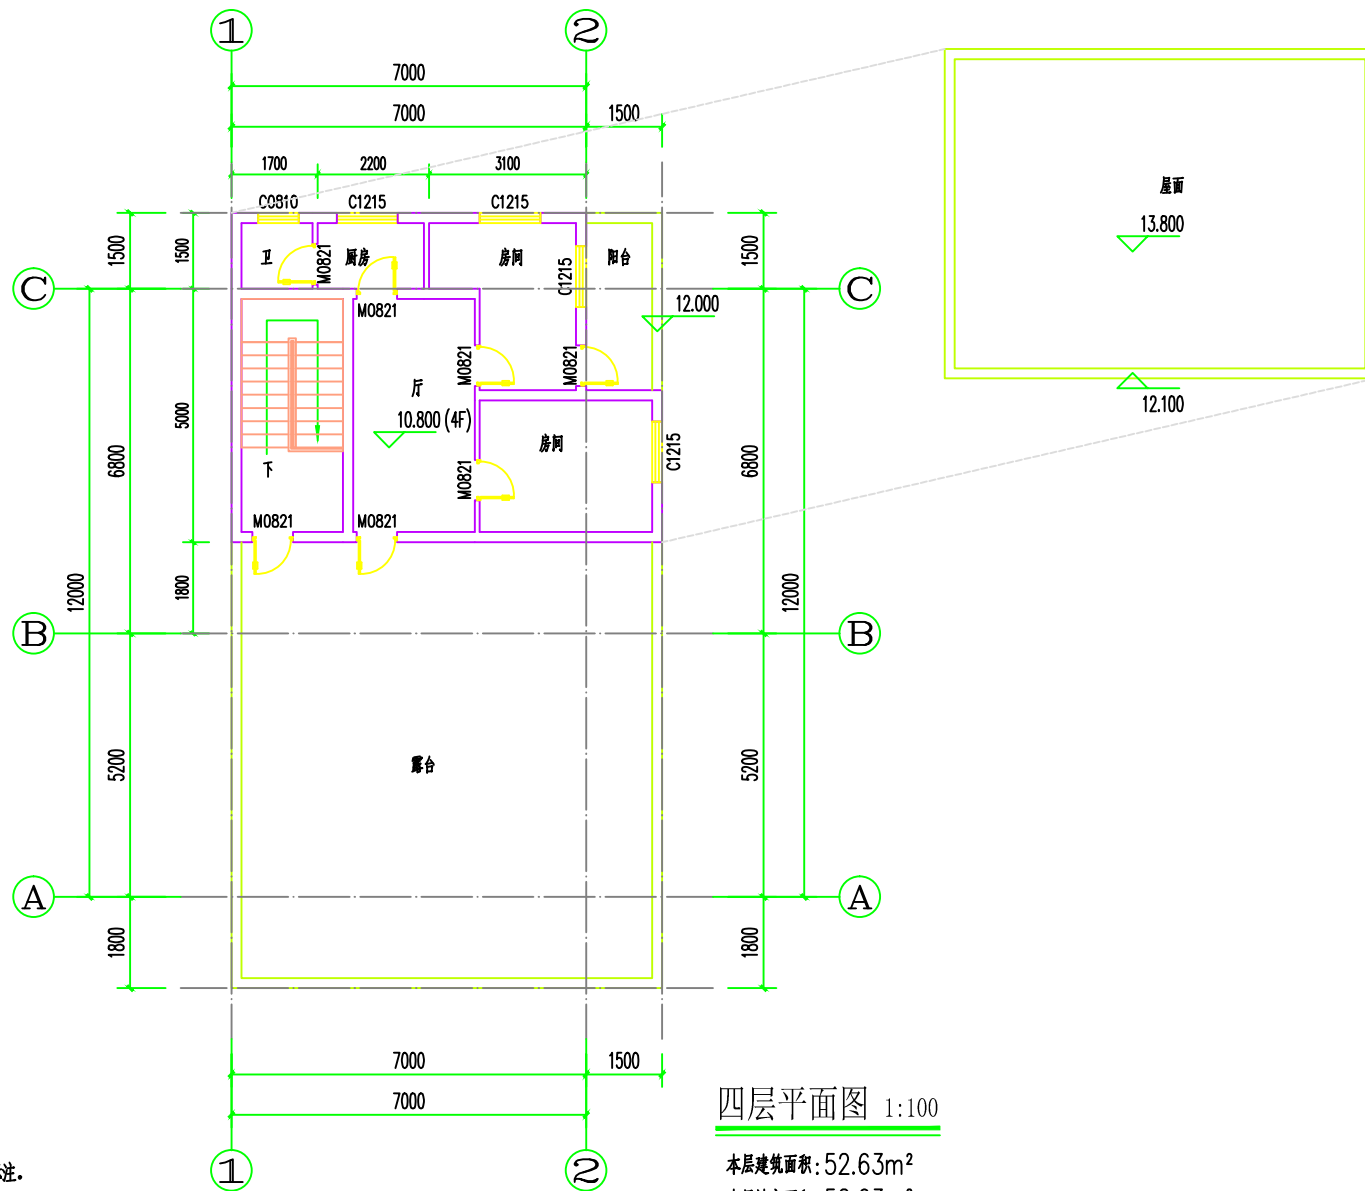 1 2
7000
7000 1500
1700 2200 3100
C0810 C1215 C1215
1500 1500 1500
卫 M0821 厨房 房间 C1215 阳台
屋面
13.800
C C
M0821 12.000
M0821 M0821
厅
10.800 (4F)
12.100
5000
6800 6800
房间 C1215
下 M0821
M0821 M0821
12000 1800 12000
B B
5200 露台 5200
A A
1800 1800
7000 1500
7000
四层平面图 1:100
本层建筑面积:52.63m²
注.
1 2